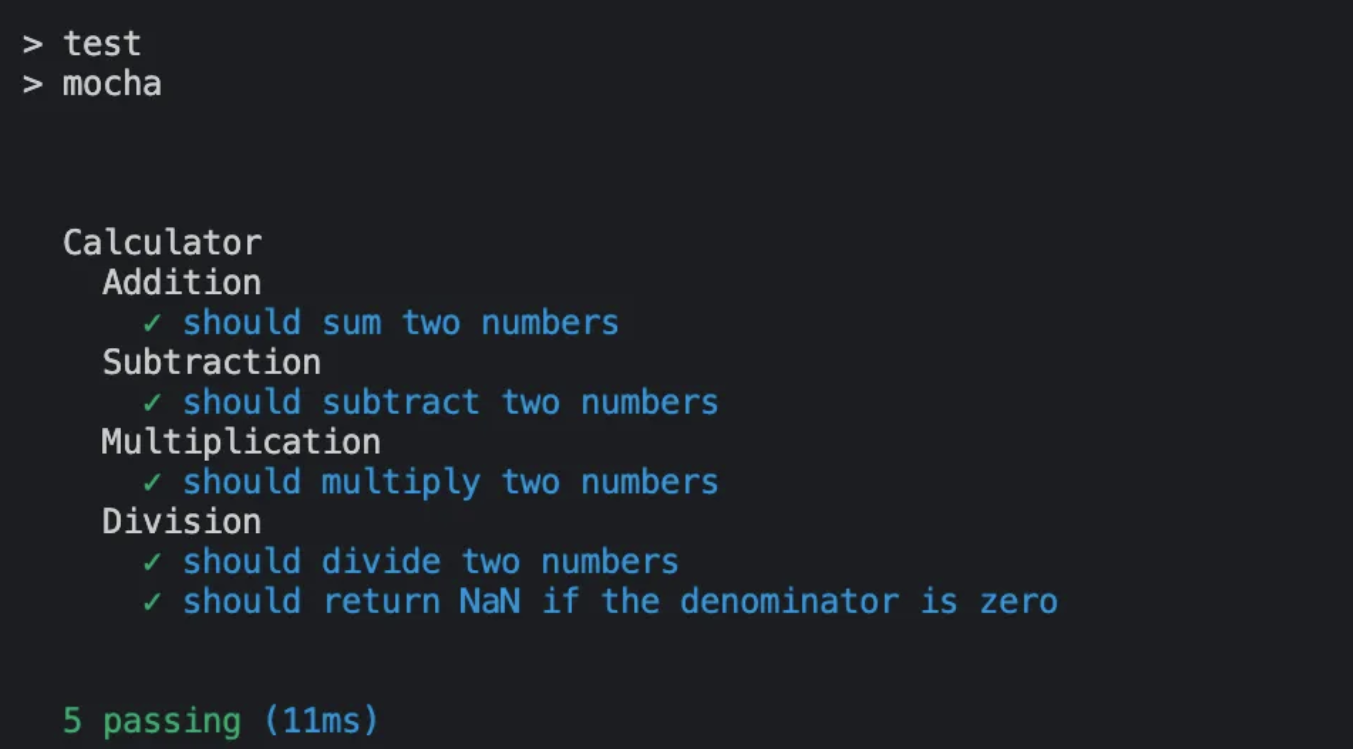 > test
> mocha
Calculator
Addition
✓ should sum two numbers
Subtraction
✓ should subtract two numbers
Multiplication
✓ should multiply two numbers
Division
✓ should divide two numbers
✓ should return NaN if the denominator is zero
5 passing (11ms)